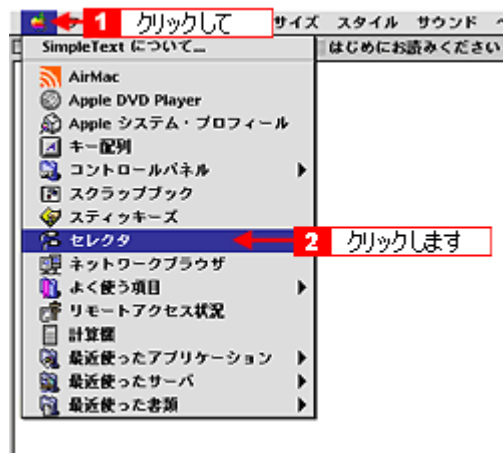 1 クリックして
サイズ スタイル サウンド
SimpleText について...
はじめにお読みください
AirMac
Apple DVD Player
Apple システム・プロフィール
キー配列
コントロールパネル
スクラップブック
スティッキーズ
セレクタ
2 クリックします
ネットワークブラウザ
よく使う項目
リモートアクセス状況
計算機
最近使ったアプリケーション
最近使ったサーバ
最近使った書類